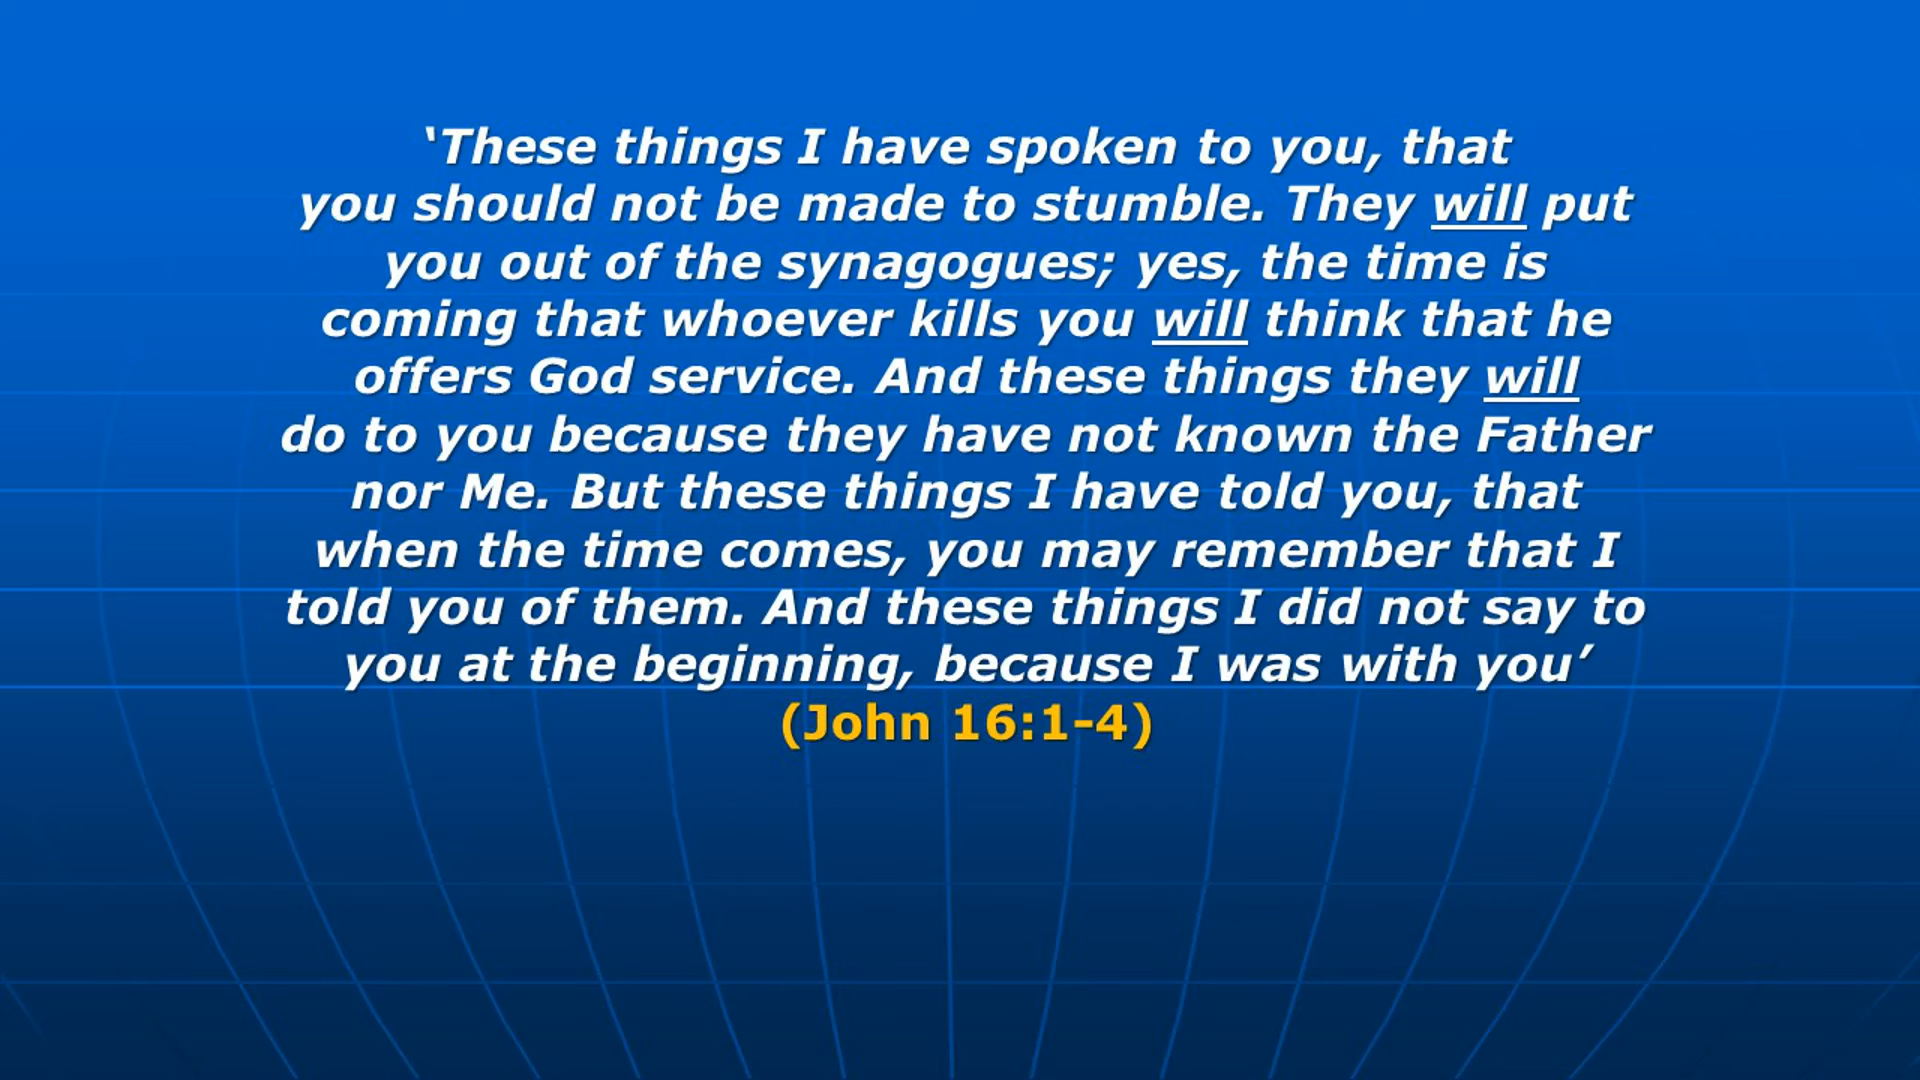 ‘These things I have spoken to you, that
you should not be made to stumble. They will put
you out of the synagogues; yes, the time is
coming that whoever kills you will think that he
offers God service. And these things they will
do to you because they have not known the Father
nor Me. But these things I have told you, that
when the time comes, you may remember that I
told you of them. And these things I did not say to
you at the beginning, because I was with you’
(John 16:1-4)